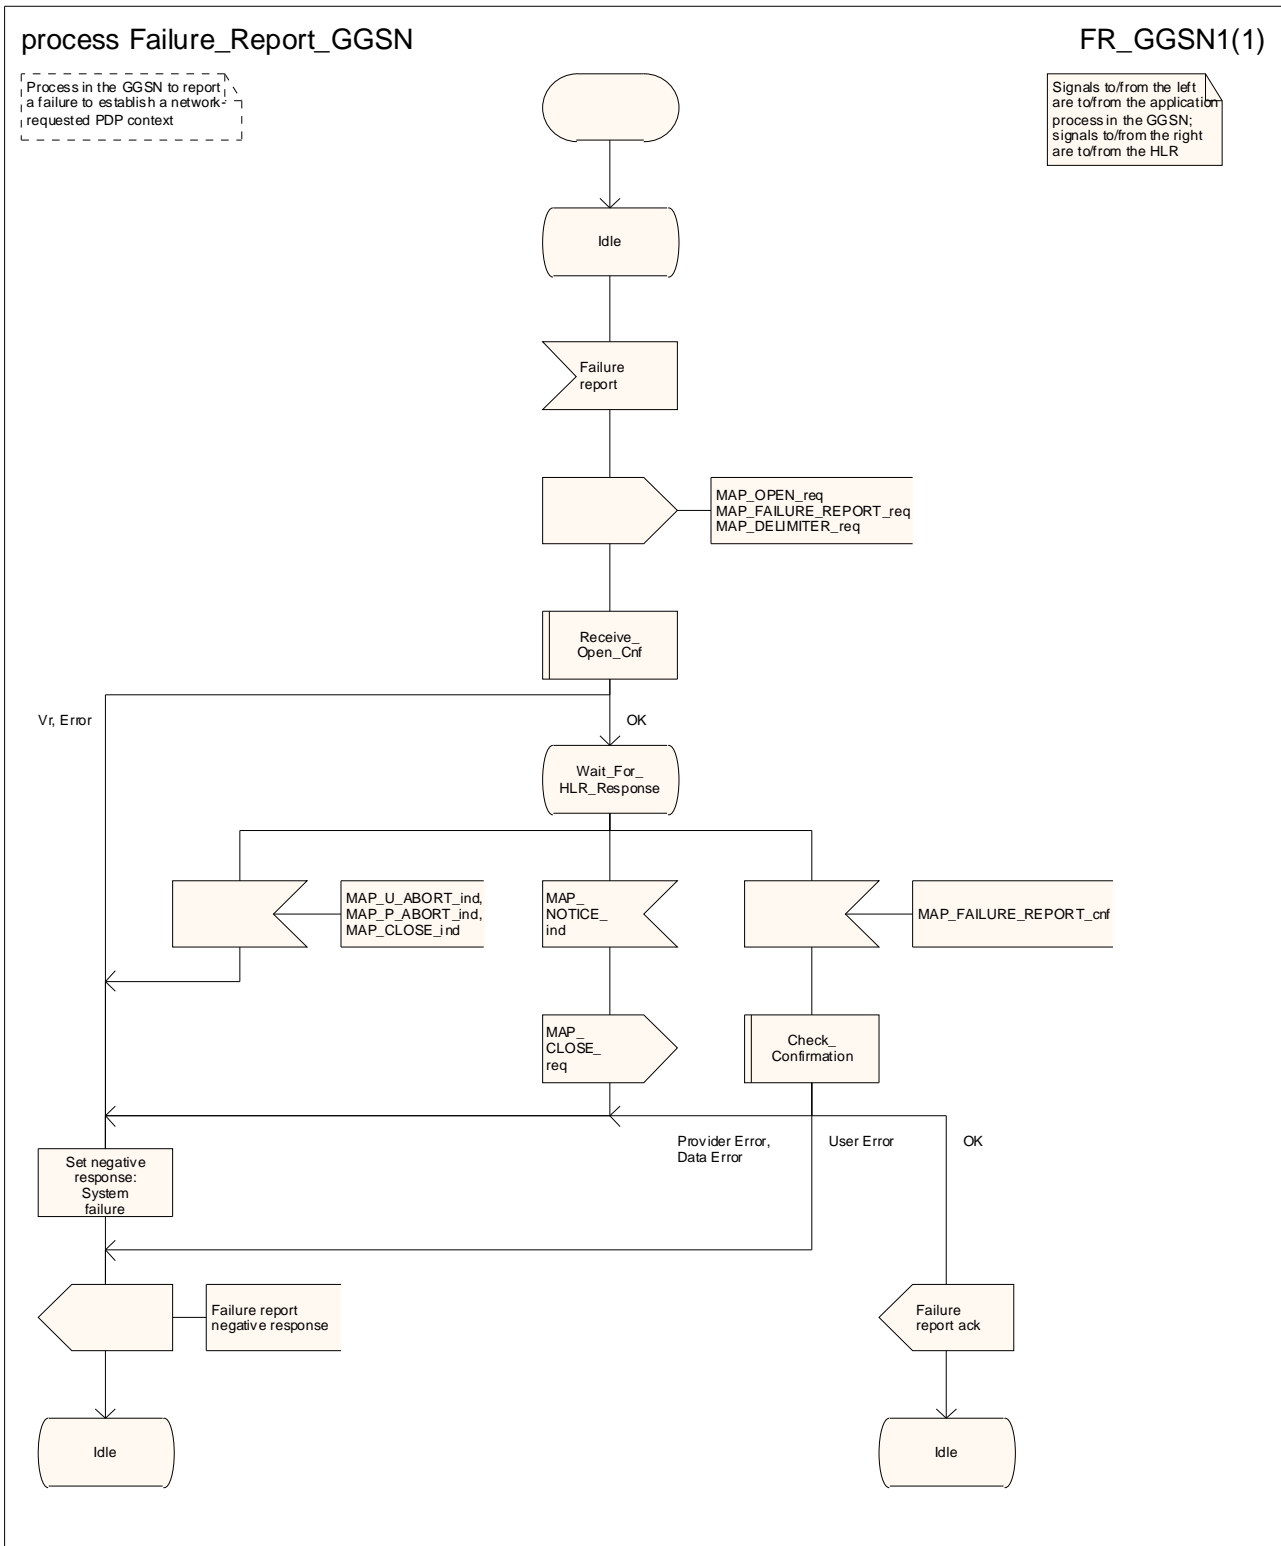 process Failure_Report_GGSN
FR_GGSN1(1)
Process in the GGSN to report
a failure to establish a network-
requested PDP context
Signals to/from the left
are to/from the application
process in the GGSN;
signals to/from the right
are to/from the HLR
Idle
Failure
report
MAP_OPEN_req
MAP_FAILURE_REPORT_req
MAP_DELIMITER_req
Receive_
Open_Cnf
Vr, Error
OK
Wait_For_
HLR_Response
MAP_U_ABORT_ind,
MAP_P_ABORT_ind,
MAP_CLOSE_ind
MAP_
NOTICE_
ind
MAP_FAILURE_REPORT_cnf
MAP_
CLOSE_
req
Check_
Confirmation
Provider Error,
Data Error
User Error
OK
Set negative
response:
System
failure
Failure report
negative response
Failure
report ack
Idle
Idle